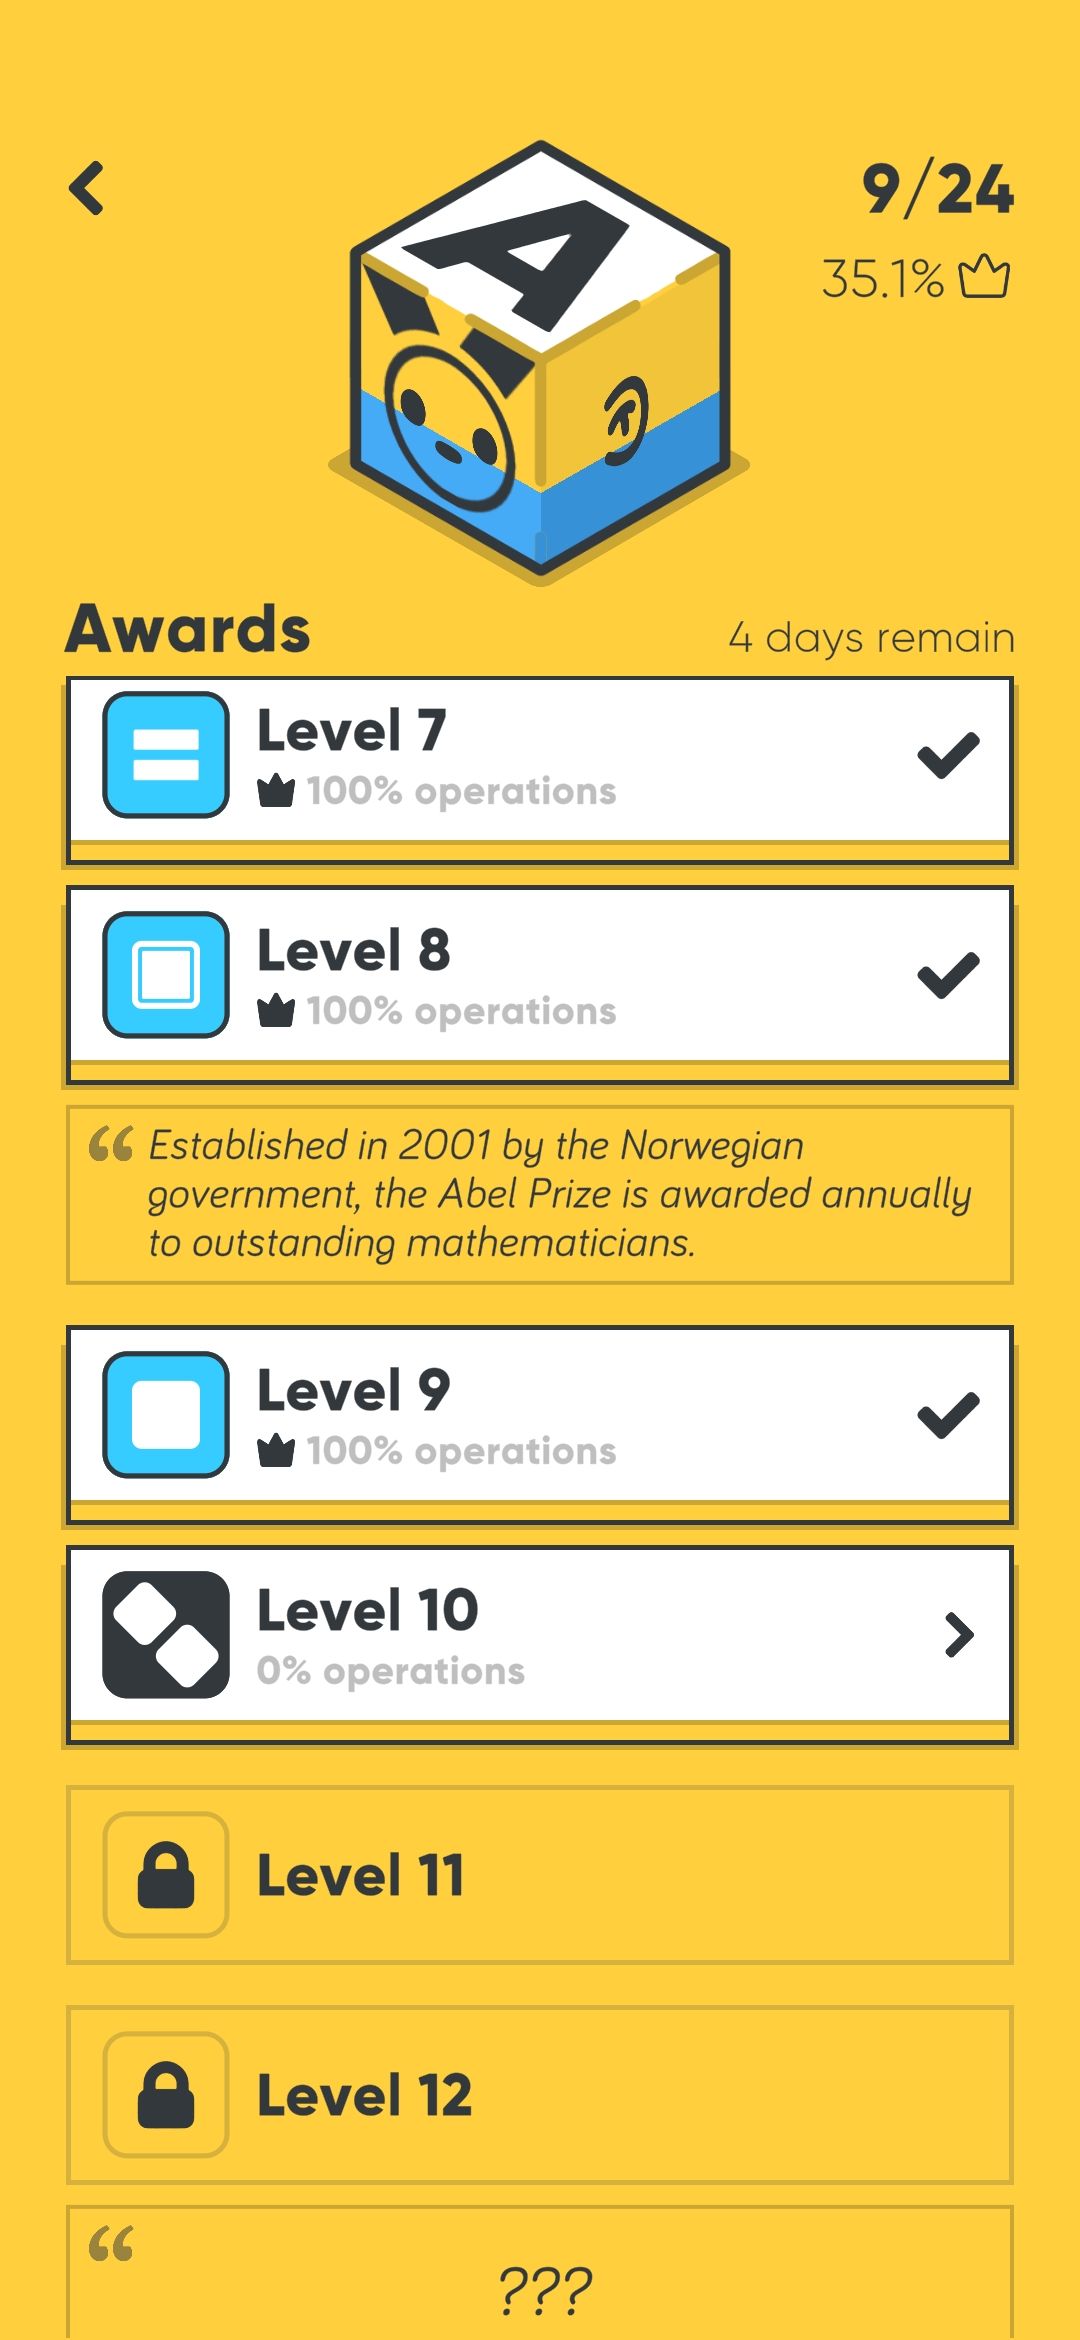 9/24
35.1%
A
Awards
4 days remain
Level 7
100% operations
Level 8
100% operations
“ Established in 2001 by the Norwegian
government, the Abel Prize is awarded annually
to outstanding mathematicians.
Level 9
100% operations
Level 10
0% operations
Level 11
Level 12
“
???